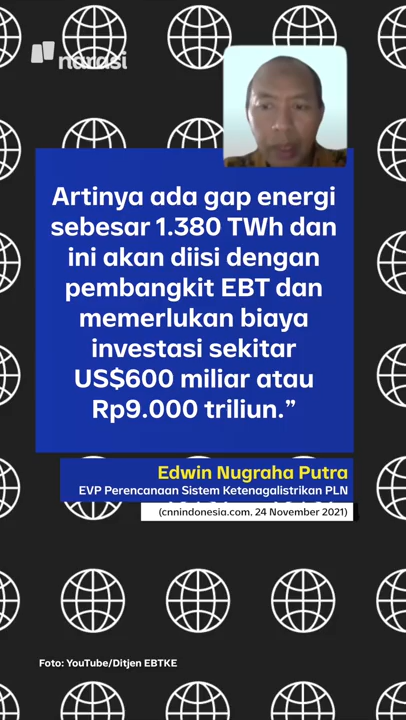 narasi
Artinya ada gap energi
sebesar 1.380 TWh dan
ini akan diisi dengan
pembangkit EBT dan
memerlukan biaya
investasi sekitar
US$600 miliar atau
Rp9.000 triliun.”
Edwin Nugraha Putra
EVP Perencanaan Sistem Ketenagalistrikan PLN
(cnnindonesia.com, 24 November 2021)
Foto: YouTube/Ditjen EBTKE